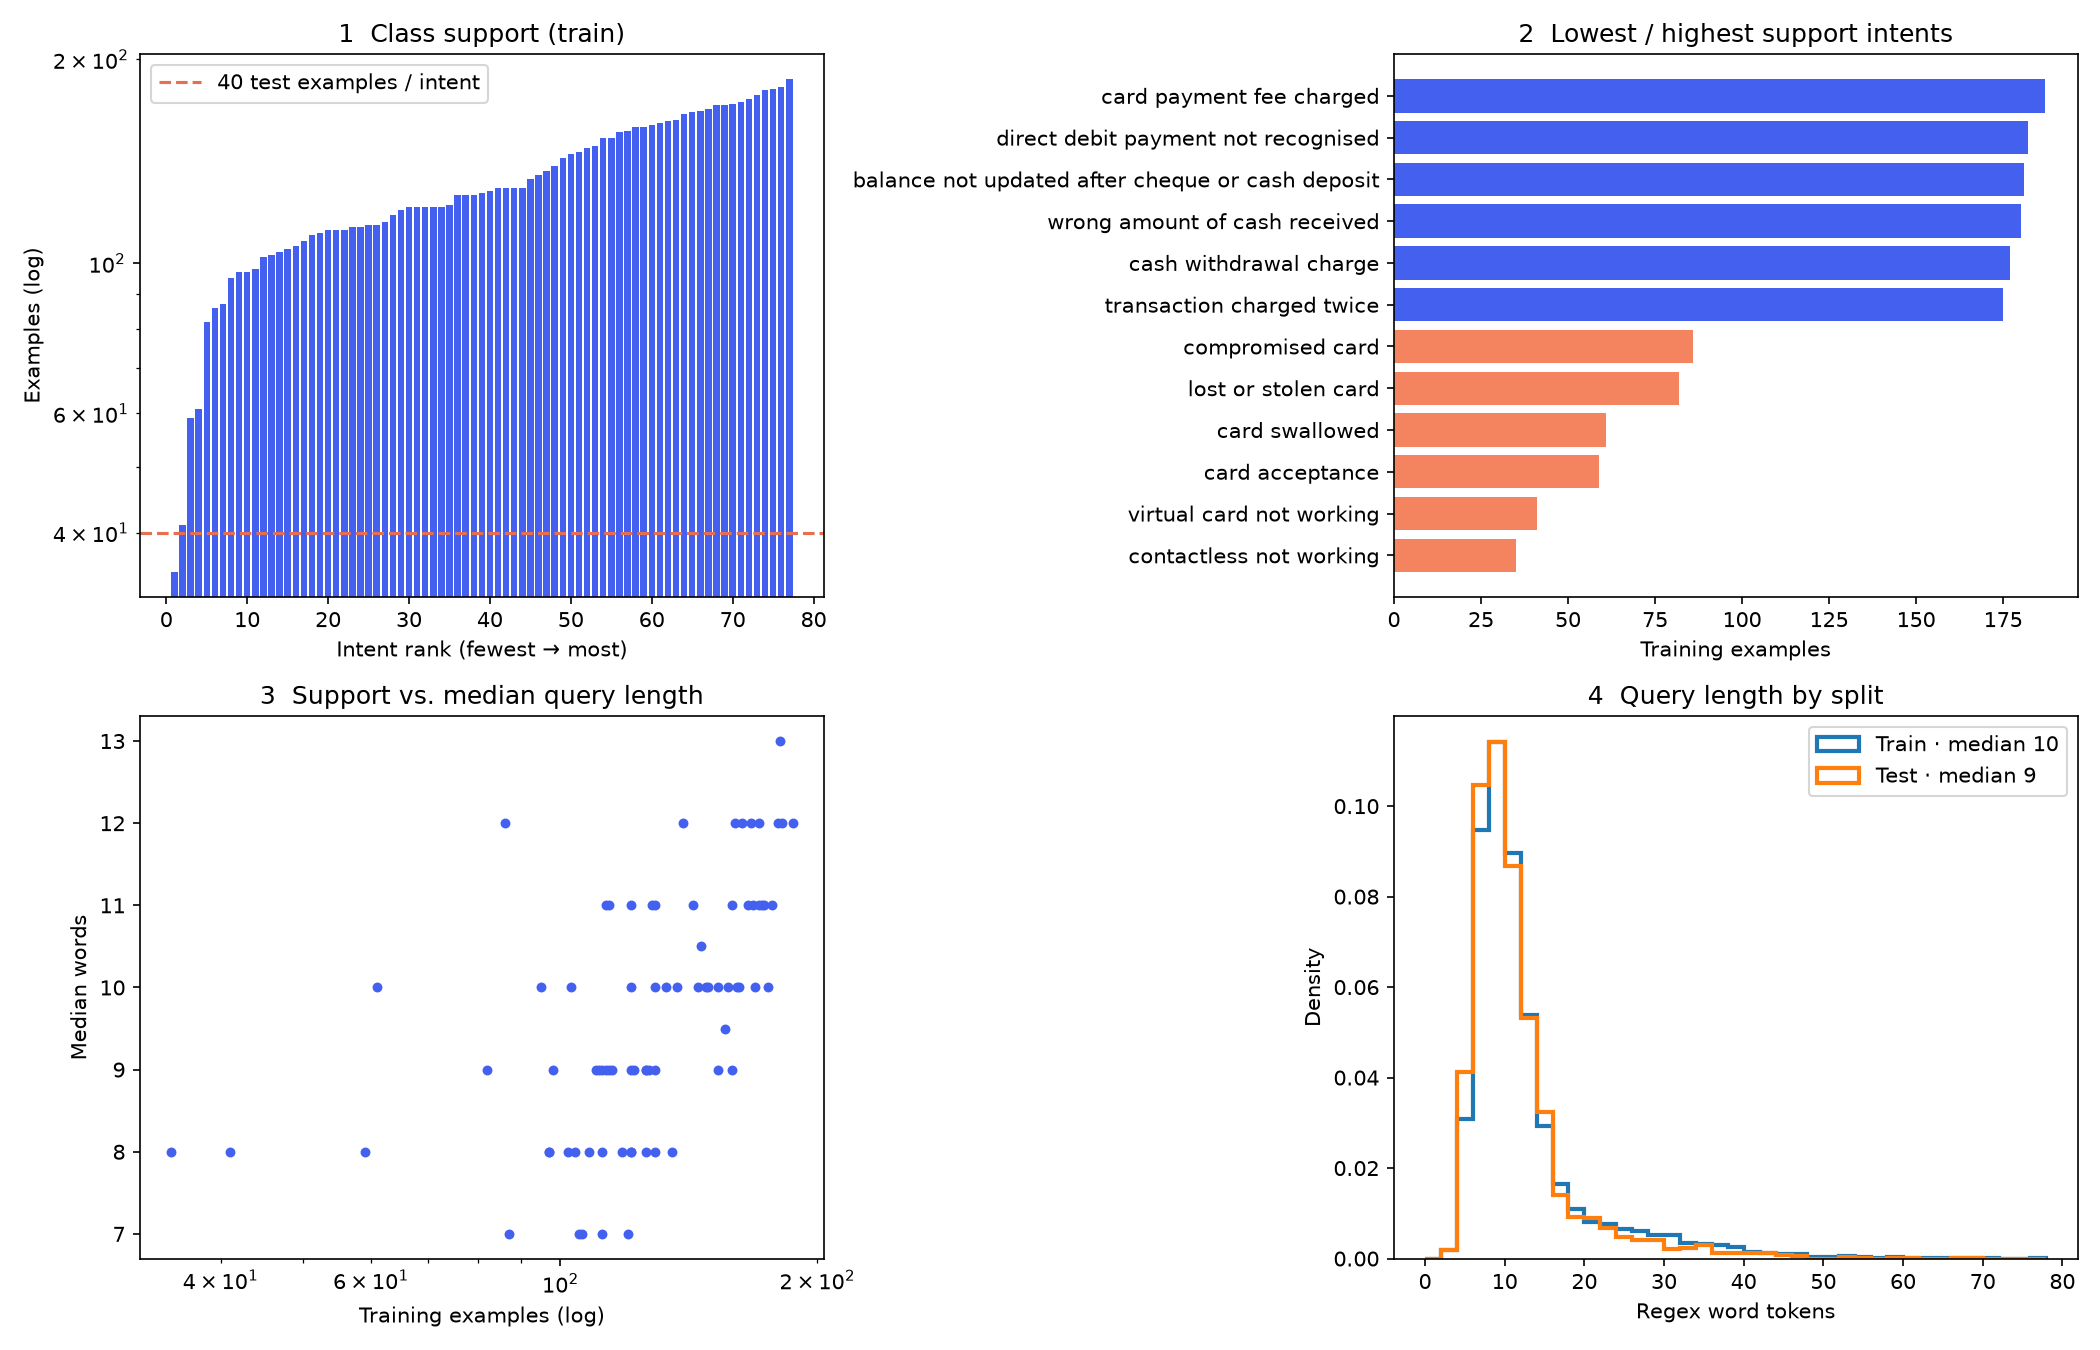 1  Class support (train)
40 test examples / intent
Examples (log)
2 × 10²
10²
6 × 10¹
4 × 10¹
0 10 20 30 40 50 60 70 80
Intent rank (fewest → most)
2  Lowest / highest support intents
card payment fee charged
direct debit payment not recognised
balance not updated after cheque or cash deposit
wrong amount of cash received
cash withdrawal charge
transaction charged twice
compromised card
lost or stolen card
card swallowed
card acceptance
virtual card not working
contactless not working
0 25 50 75 100 125 150 175
Training examples
3  Support vs. median query length
Median words
13
12
11
10
9
8
7
4 × 10¹ 6 × 10¹ 10² 2 × 10²
Training examples (log)
4  Query length by split
Train · median 10
Test · median 9
Density
0.10
0.08
0.06
0.04
0.02
0.00
0 10 20 30 40 50 60 70 80
Regex word tokens